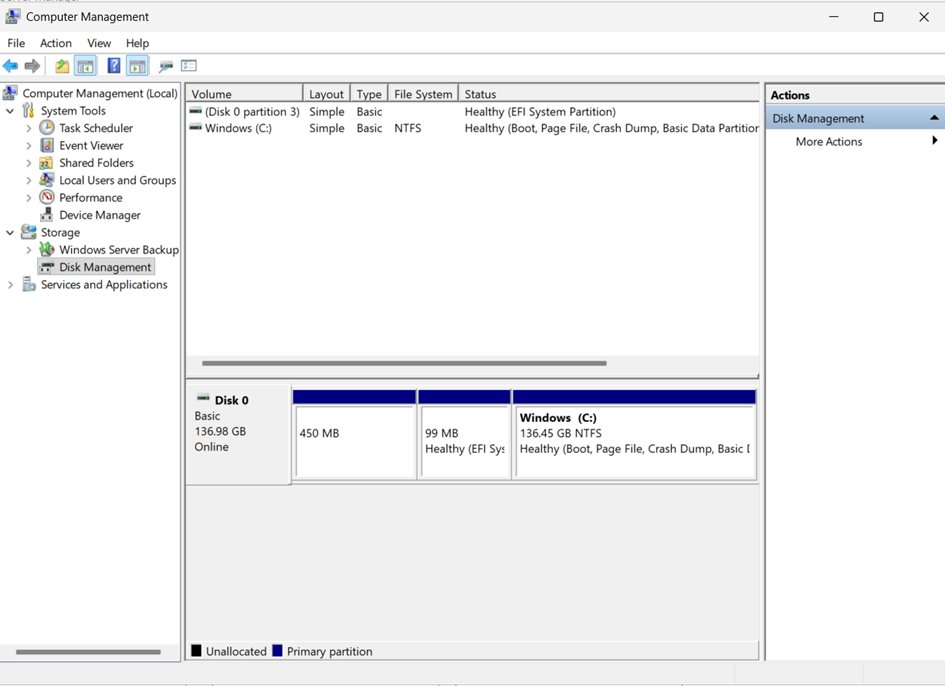 Computer Management
File Action View Help
Computer Management (Local)
System Tools
Task Scheduler
Event Viewer
Shared Folders
Local Users and Groups
Performance
Device Manager
Storage
Windows Server Backup
Disk Management
Services and Applications
Volume Layout Type File System Status
(Disk 0 partition 3) Simple Basic Healthy (EFI System Partition)
Windows (C:) Simple Basic NTFS Healthy (Boot, Page File, Crash Dump, Basic Data Partition
Disk 0
Basic
136.98 GB
Online
450 MB
99 MB
Healthy (EFI Sys
Windows (C:)
136.45 GB NTFS
Healthy (Boot, Page File, Crash Dump, Basic D
Unallocated Primary partition
Actions
Disk Management
More Actions